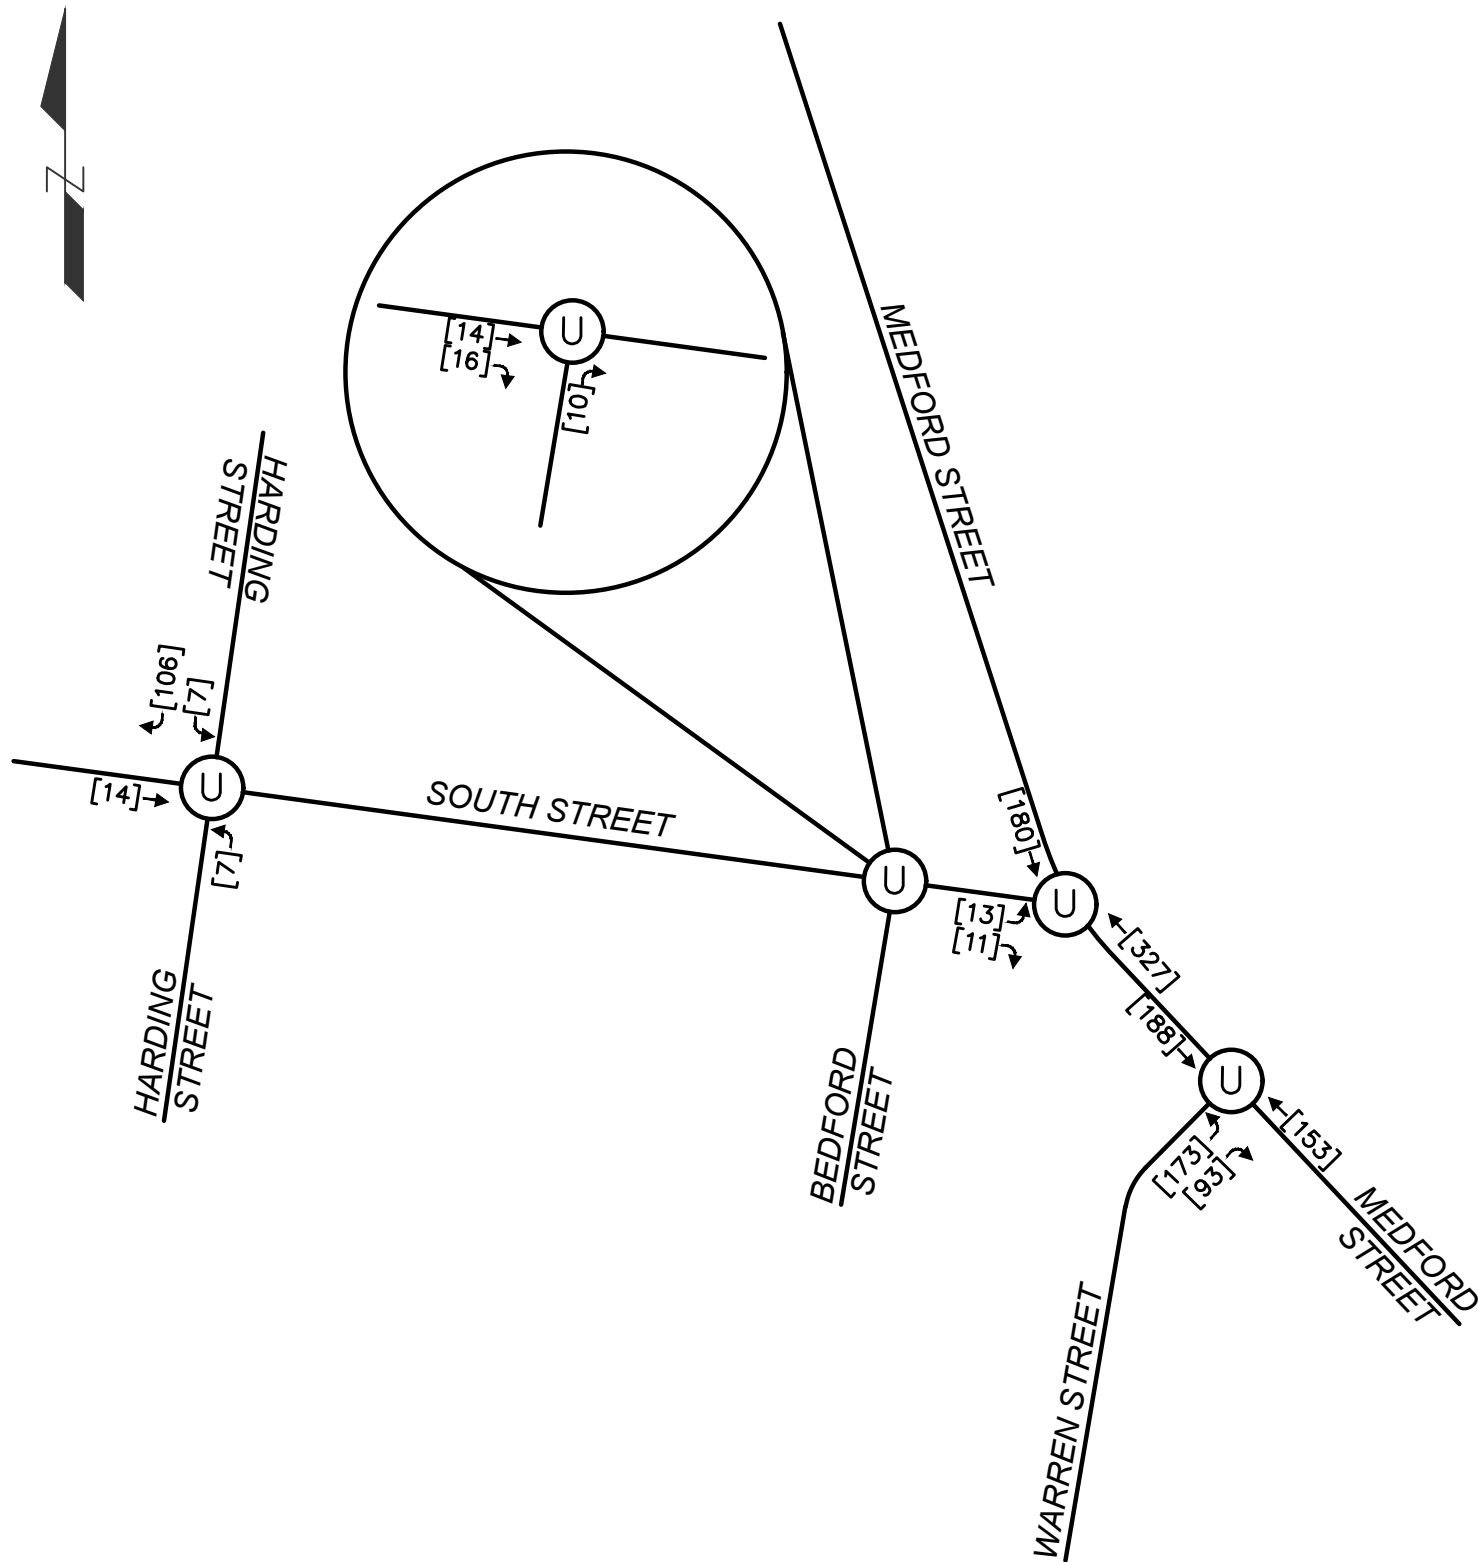 Z
MEDFORD STREET
U
[14]
[16]
[10]
HARDING
STREET
[106]
[7]
U
[14]
[7]
SOUTH STREET
HARDING
STREET
U
BEDFORD
STREET
[180]
U
[13]
[11]
[327]
[188]
U
[153]
[173]
[93]
MEDFORD
STREET
WARREN STREET